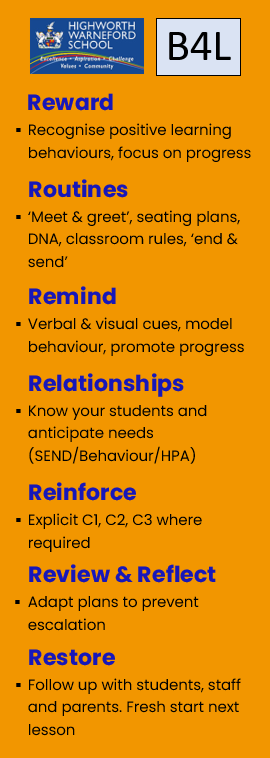 HIGHWORTH
WARNEFORD
SCHOOL
Excellence • Aspiration • Challenge
Values • Community
B4L
Reward
▪ Recognise positive learning
behaviours, focus on progress
Routines
▪ ‘Meet & greet’, seating plans,
DNA, classroom rules, ‘end &
send’
Remind
▪ Verbal & visual cues, model
behaviour, promote progress
Relationships
▪ Know your students and
anticipate needs
(SEND/Behaviour/HPA)
Reinforce
▪ Explicit C1, C2, C3 where
required
Review & Reflect
▪ Adapt plans to prevent
escalation
Restore
▪ Follow up with students, staff
and parents. Fresh start next
lesson